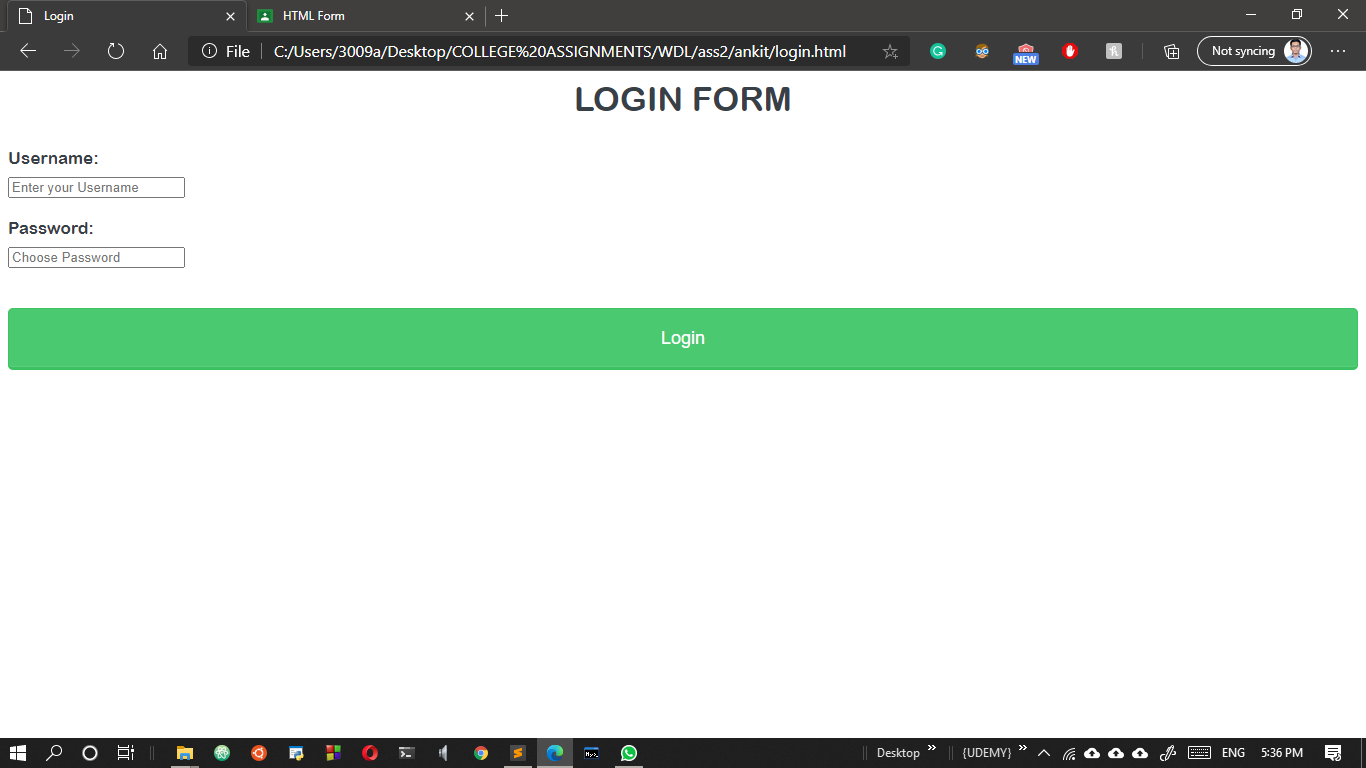 Login
HTML Form
File
C:/Users/3009a/Desktop/COLLEGE%20ASSIGNMENTS/WDL/ass2/ankit/login.html
NEW
Not syncing
LOGIN FORM
Username:
Enter your Username
Password:
Choose Password
Login
Desktop
{UDEMY}
ENG
5:36 PM